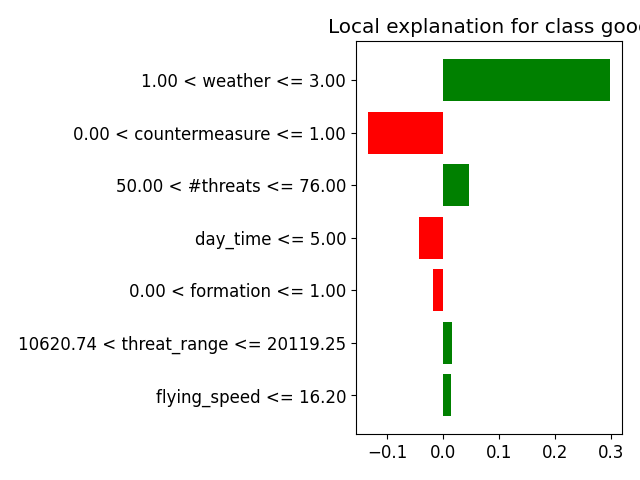 Local explanation for class goo
1.00 < weather <= 3.00
0.00 < countermeasure <= 1.00
50.00 < #threats <= 76.00
day_time <= 5.00
0.00 < formation <= 1.00
10620.74 < threat_range <= 20119.25
flying_speed <= 16.20
−0.1 0.0 0.1 0.2 0.3